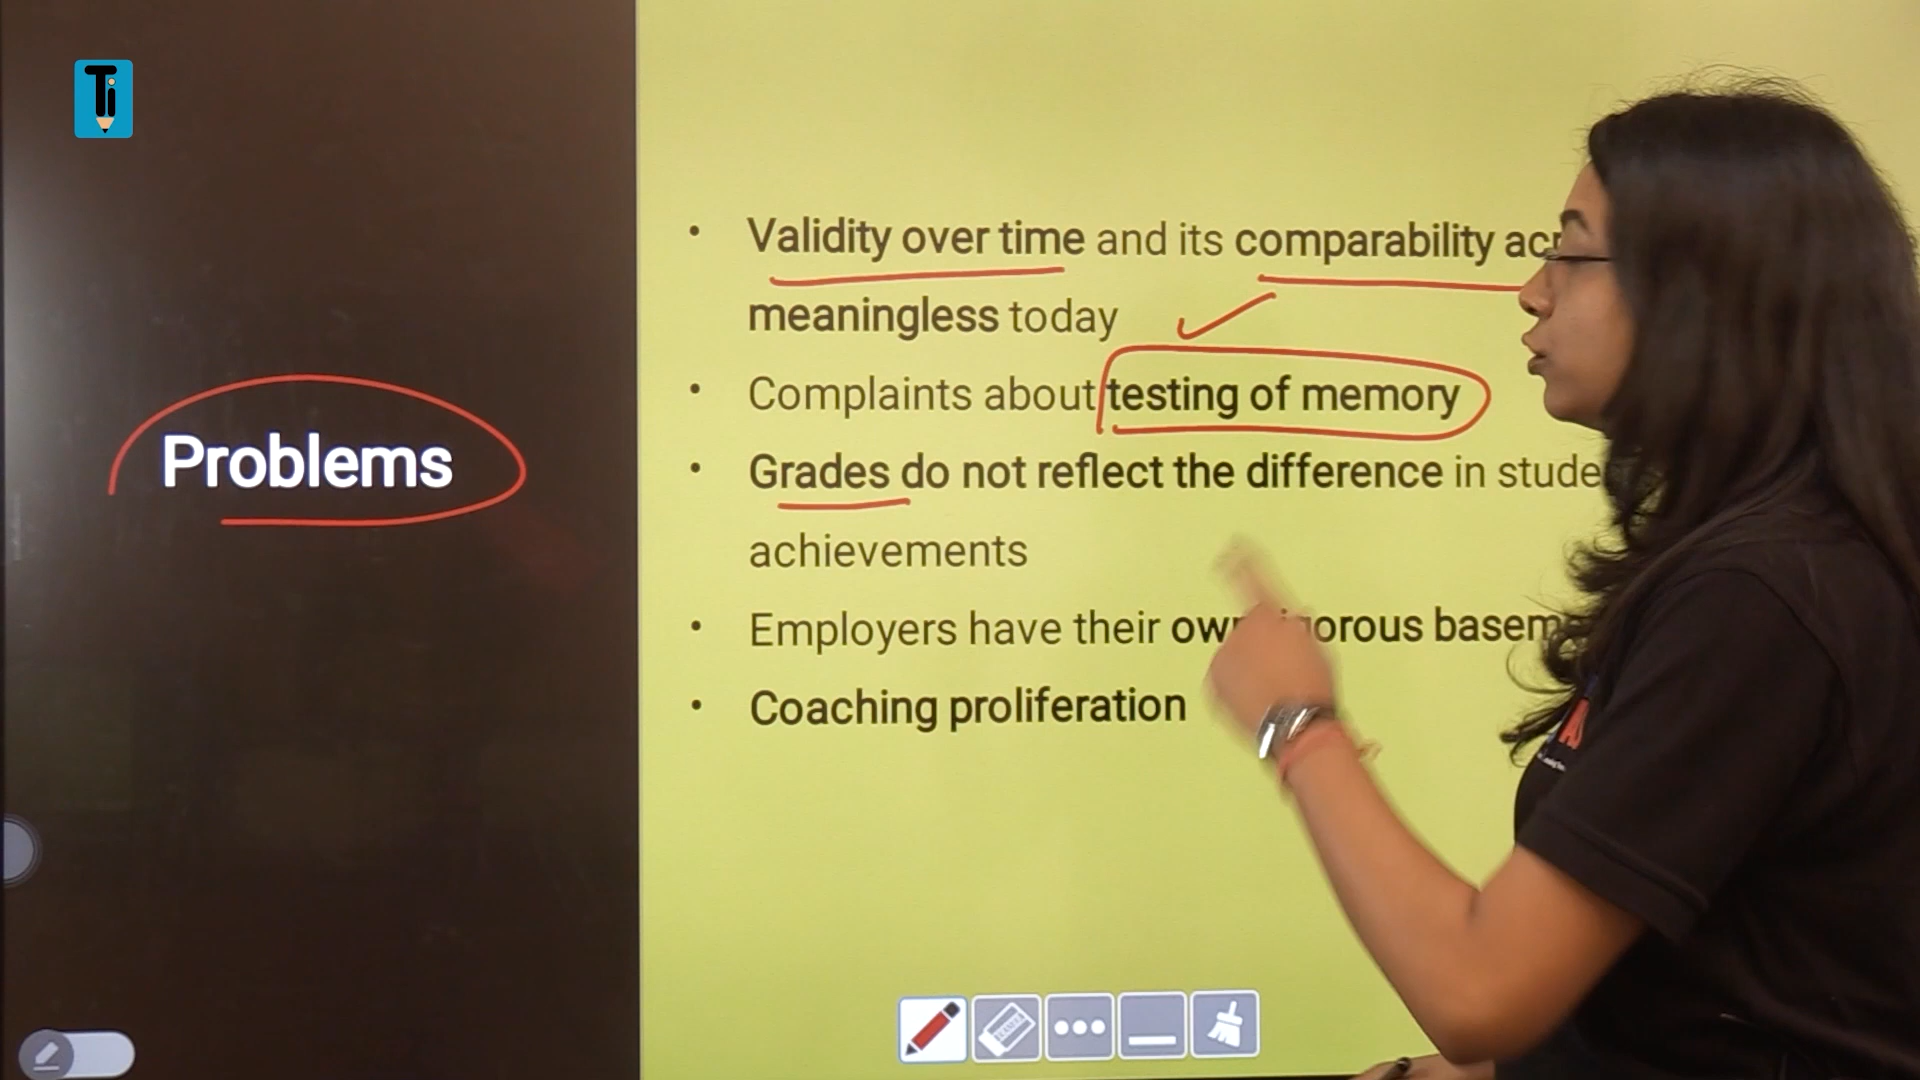 Ti
Validity over time and its comparability
meaningless today
Complaints about testing of memory
Problems
Grades do not reflect the difference in
achievements
Employers have their
Coaching proliferation